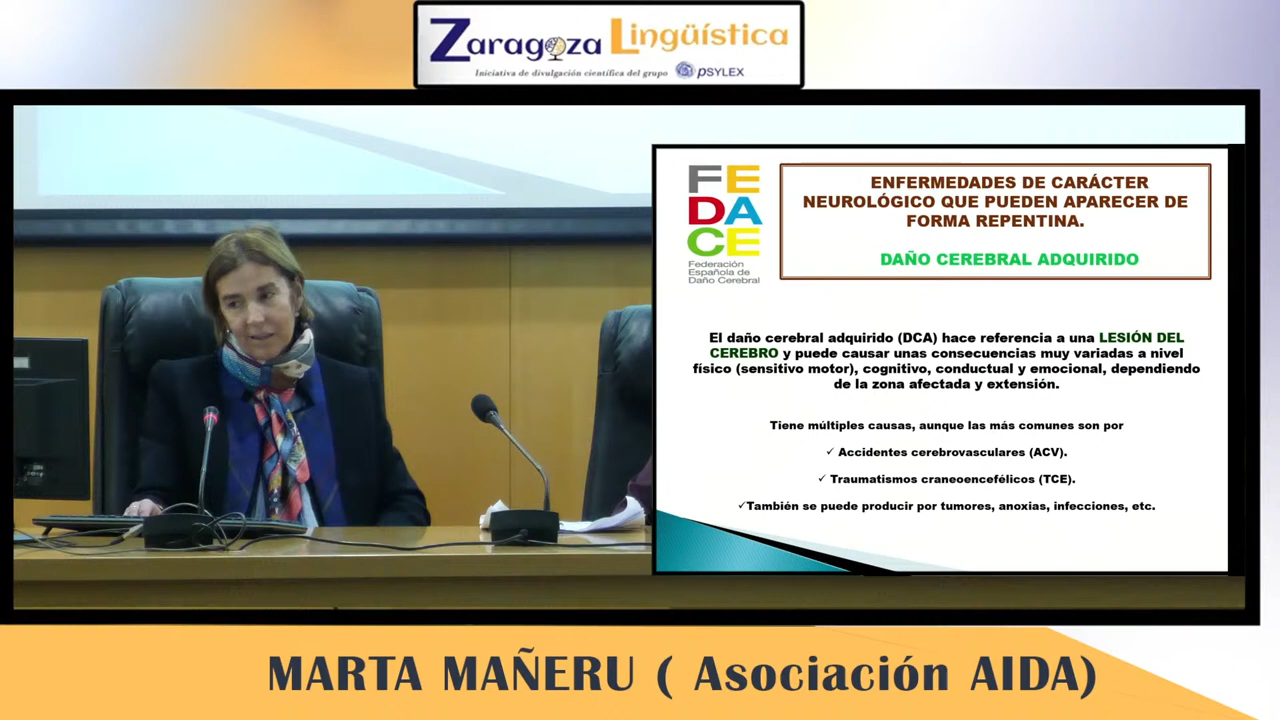 Zaragoza Lingüística
Iniciativa de divulgación científica del grupo PSYLEX
FE
DA
CE
Federación
Española de
Daño Cerebral
ENFERMEDADES DE CARÁCTER
NEUROLÓGICO QUE PUEDEN APARECER DE
FORMA REPENTINA.
DAÑO CEREBRAL ADQUIRIDO
El daño cerebral adquirido (DCA) hace referencia a una LESIÓN DEL
CEREBRO y puede causar unas consecuencias muy variadas a nivel
físico (sensitivo motor), cognitivo, conductual y emocional, dependiendo
de la zona afectada y extensión.
Tiene múltiples causas, aunque las más comunes son por
✓ Accidentes cerebrovasculares (ACV).
✓ Traumatismos craneoencefélicos (TCE).
✓También se puede producir por tumores, anoxias, infecciones, etc.
MARTA MAÑERU ( Asociación AIDA)